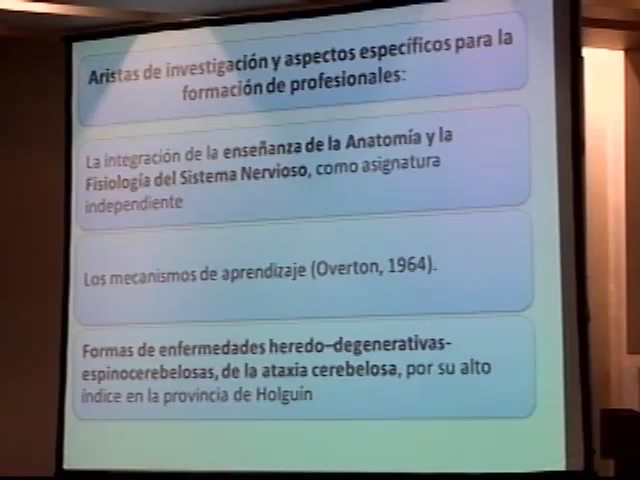 Aristas de investigación y aspectos específicos para la
formación de profesionales:
La integración de la enseñanza de la Anatomía y la
Fisiología del Sistema Nervioso, como asignatura
independiente
Los mecanismos de aprendizaje (Overton, 1964).
Formas de enfermedades heredo–degenerativas-
espinocerebelosas, de la ataxia cerebelosa, por su alto
índice en la provincia de Holguín